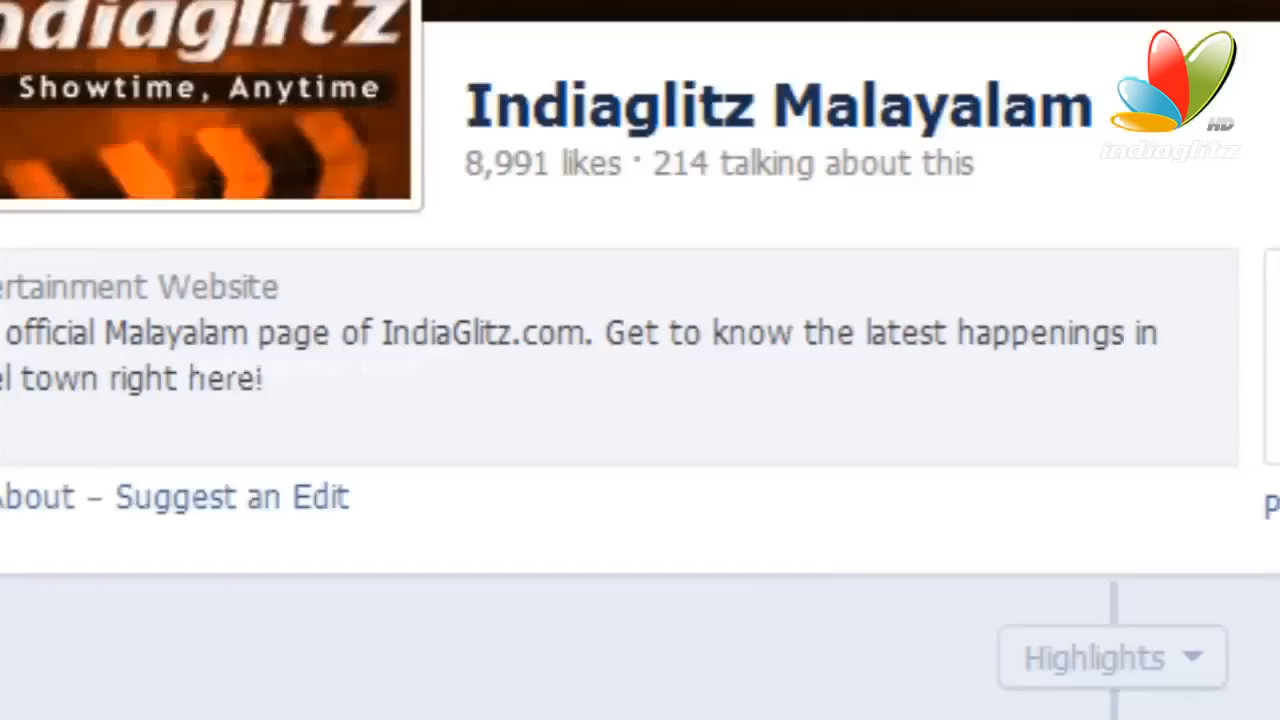 ndiaglitz
Showtime, Anytime
Indiaglitz Malayalam
8,991 likes · 214 talking about this
HD
indiaglitz
ertainment Website
official Malayalam page of IndiaGlitz.com. Get to know the latest happenings in
el town right here!
About – Suggest an Edit
P
Highlights